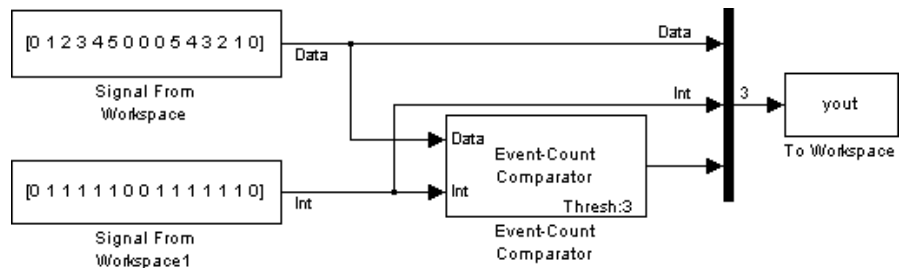 [0 1 2 3 4 5 0 0 0 5 4 3 2 1 0]
Data
Signal From
Workspace
Data
Int
3
yout
To Workspace
Data
Int
Event-Count
Comparator
Thresh:3
Event-Count
Comparator
[0 1 1 1 1 1 0 0 1 1 1 1 1 1 0]
Int
Signal From
Workspace1